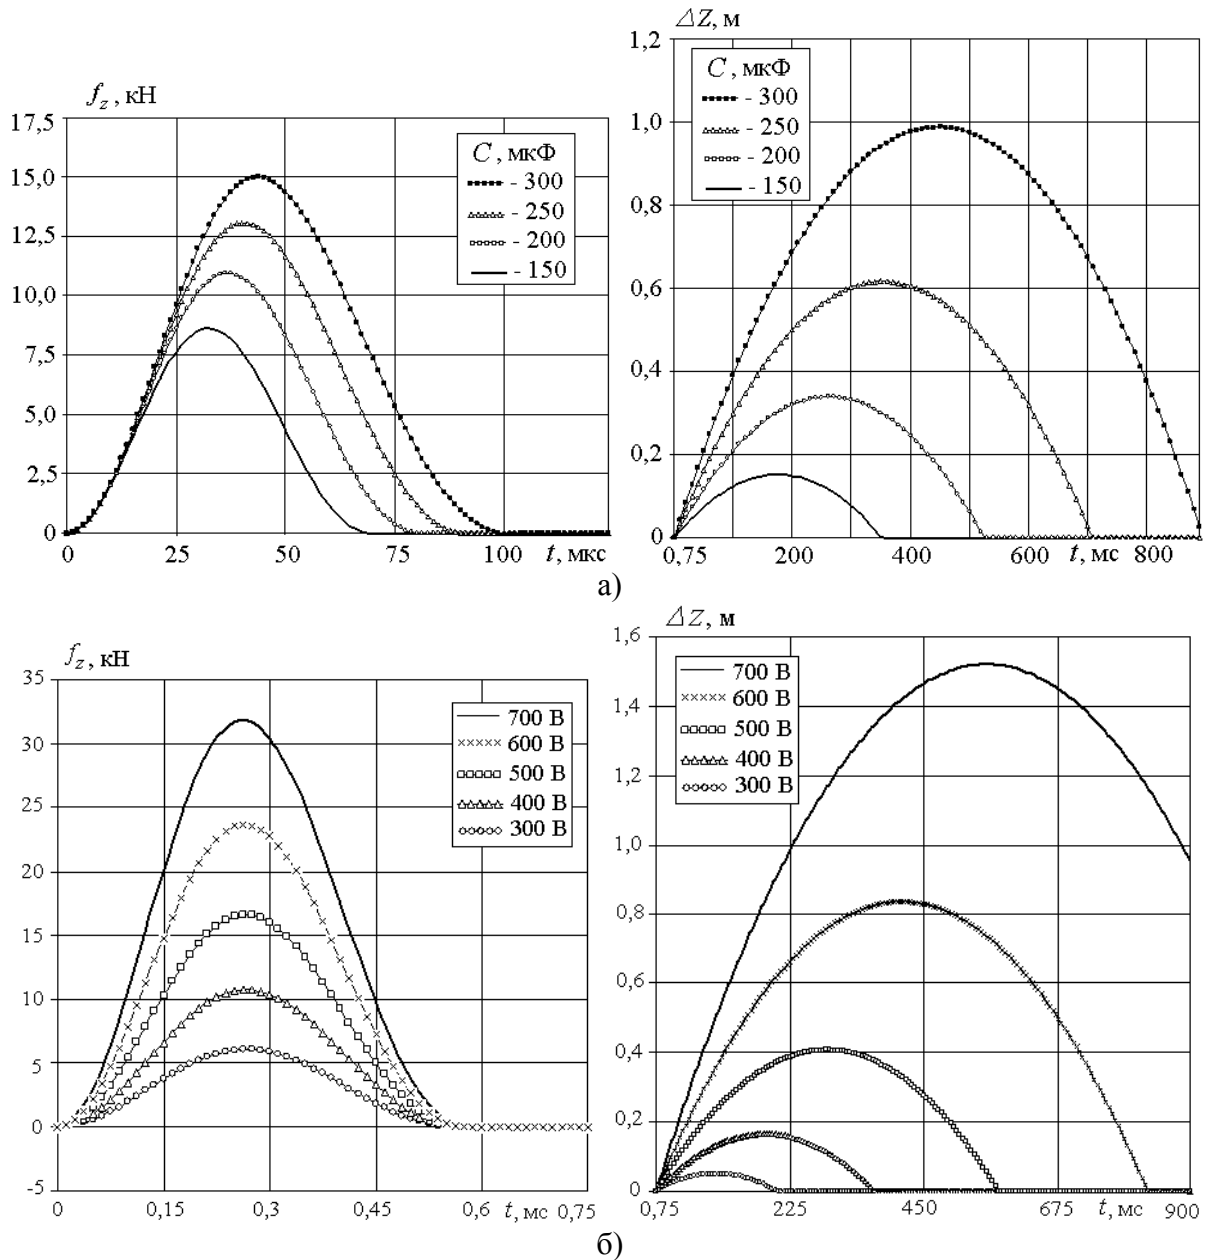 f_z, кН
17,5
15,0
12,5
10,0
7,5
5,0
2,5
0
0 25 50 75 100 t, мкс
C, мкФ
- 300
- 250
- 200
- 150
ΔZ, м
1,2
1,0
0,8
0,6
0,4
0,2
0
0,75 200 400 600 t, мс 800
C, мкФ
- 300
- 250
- 200
- 150
а)
f_z, кН
35
30
25
20
15
10
5
0
-5
0 0,15 0,3 0,45 t, мс 0,6 0,75
700 В
600 В
500 В
400 В
300 В
ΔZ, м
1,6
1,4
1,2
1,0
0,8
0,6
0,4
0,2
0
0,75 225 450 675 t, мс 900
700 В
600 В
500 В
400 В
300 В
б)